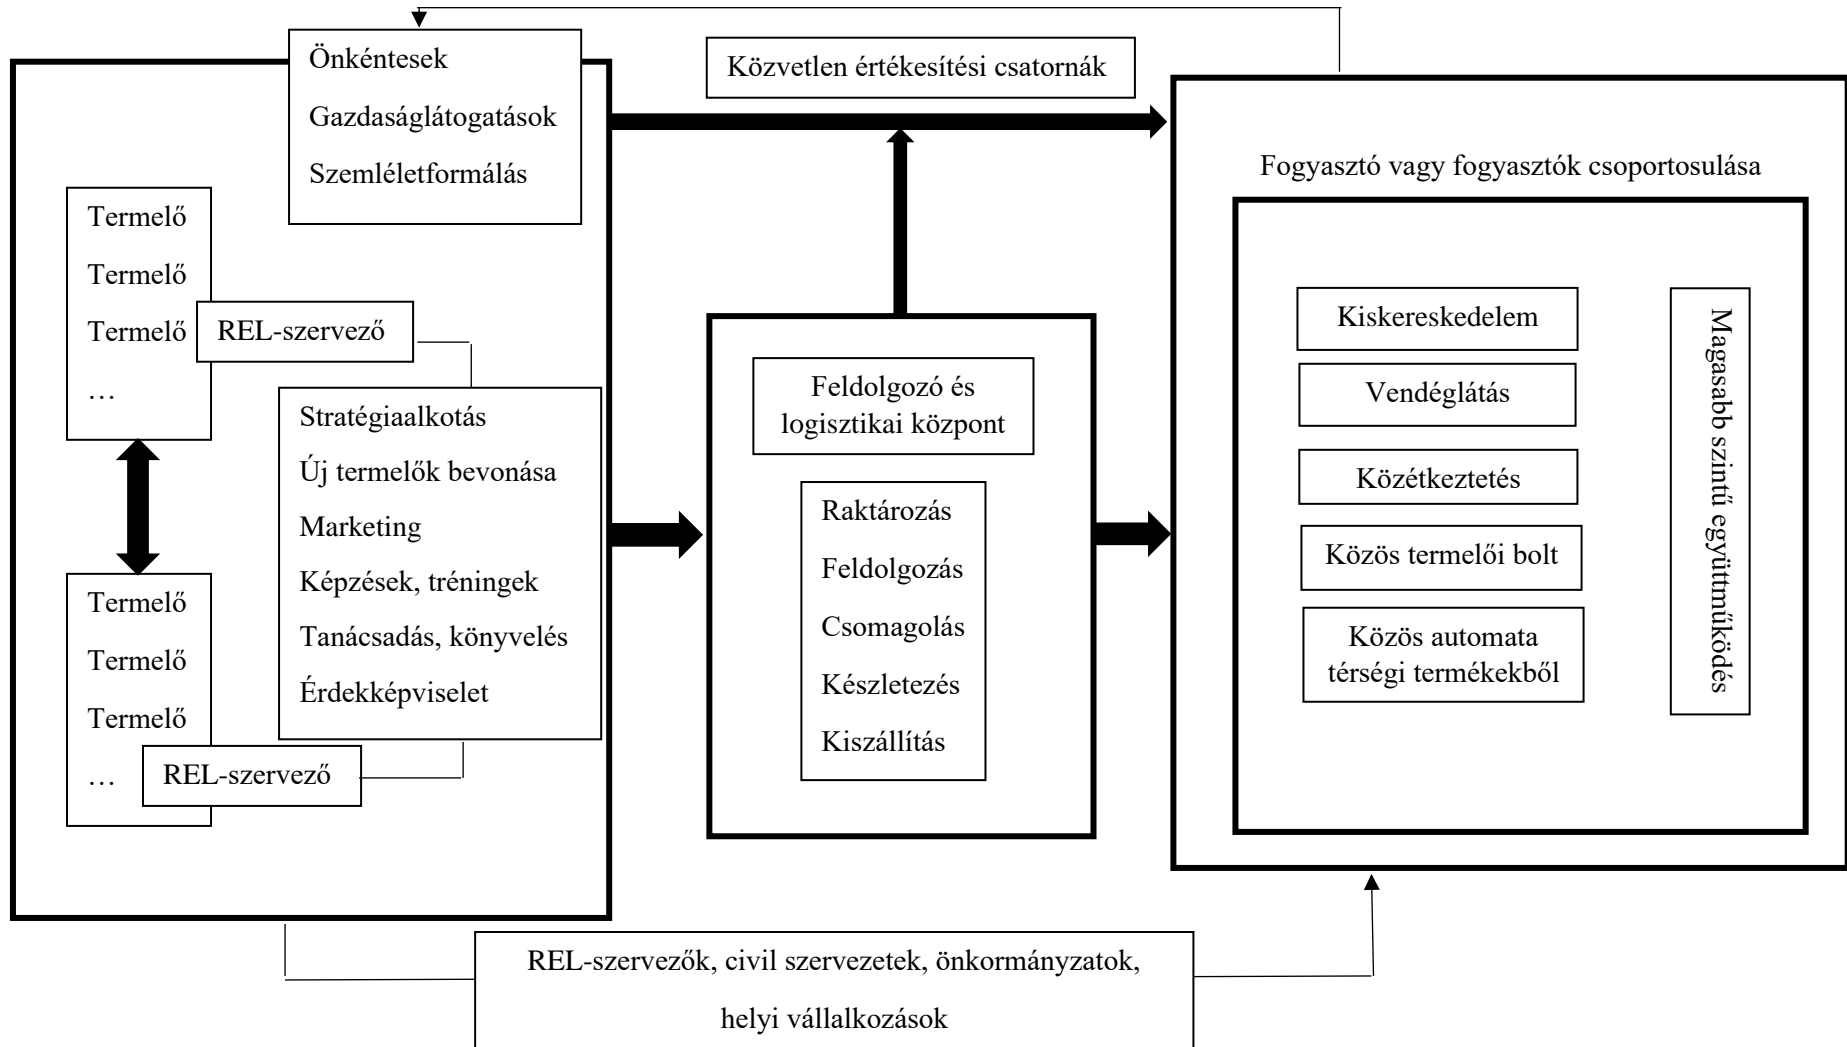 Önkéntesek
Gazdaságlátogatások
Szemléletformálás
Termelő
Termelő
Termelő
…
REL-szervező
Stratégiaalkotás
Új termelők bevonása
Marketing
Képzések, tréningek
Tanácsadás, könyvelés
Érdekképviselet
Termelő
Termelő
Termelő
…
REL-szervező
Közvetlen értékesítési csatornák
Feldolgozó és
logisztikai központ
Raktározás
Feldolgozás
Csomagolás
Készletezés
Kiszállítás
Fogyasztó vagy fogyasztók csoportosulása
Kiskereskedelem
Vendéglátás
Közétkeztetés
Közös termelői bolt
Közös automata
térségi termékekből
Magasabb szintű együttműködés
REL-szervezők, civil szervezetek, önkormányzatok,
helyi vállalkozások